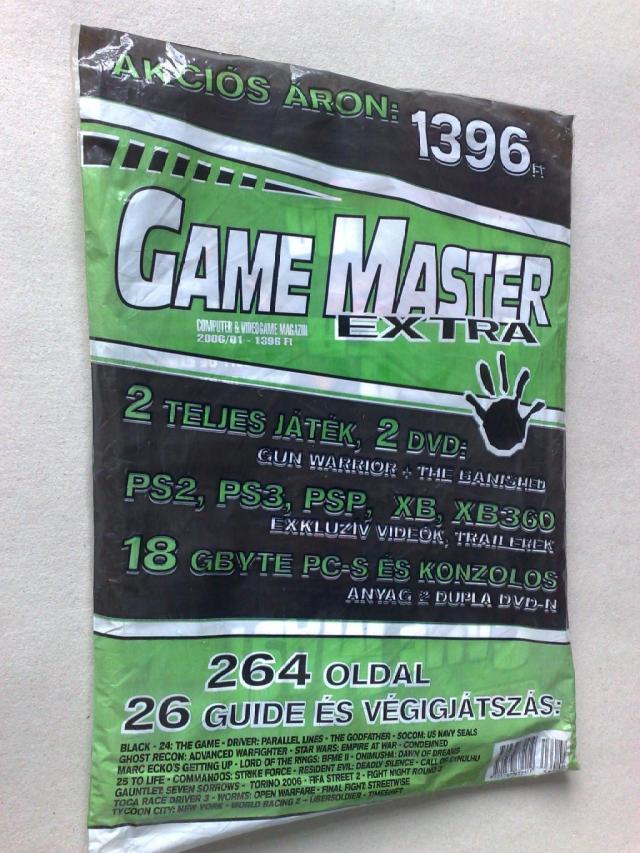 AKCIÓS ÁRON: 1396 Ft
GAME MASTER
EXTRA
COMPUTER & VIDEOGAME MAGAZIN
2006/01 - 1396 Ft
2 TELJES JÁTÉK, 2 DVD:
GUN WARRIOR + THE BANISHED
PS2, PS3, PSP, XB, XB360
EXKLUZÍV VIDEÓK, TRAILEREK
18 GBYTE PC-S ÉS KONZOLOS
ANYAG 2 DUPLA DVD-N
264 OLDAL
26 GUIDE ÉS VÉGIGJÁTSZÁS:
BLACK - 24: THE GAME - DRIVER: PARALLEL LINES - THE GODFATHER - SOCOM: US NAVY SEALS
GHOST RECON: ADVANCED WARFIGHTER - STAR WARS: EMPIRE AT WAR - CONDEMNED
MARC ECKO'S GETTING UP - LORD OF THE RINGS: BFME II - ONIMUSHA: DAWN OF DREAMS
25 TO LIFE - COMMANDOS: STRIKE FORCE - RESIDENT EVIL: DEADLY SILENCE - CALL OF CTHULHU
GAUNTLET: SEVEN SORROWS - TORINO 2006 - FIFA STREET 2 - FIGHT NIGHT ROUND 3
TOCA RACE DRIVER 3 - WORMS: OPEN WARFARE - FINAL FIGHT STREETWISE
TYCOON CITY: NEW YORK - WORLD RACING 2 - ÜBERSOLDIER - TIMESHIFT